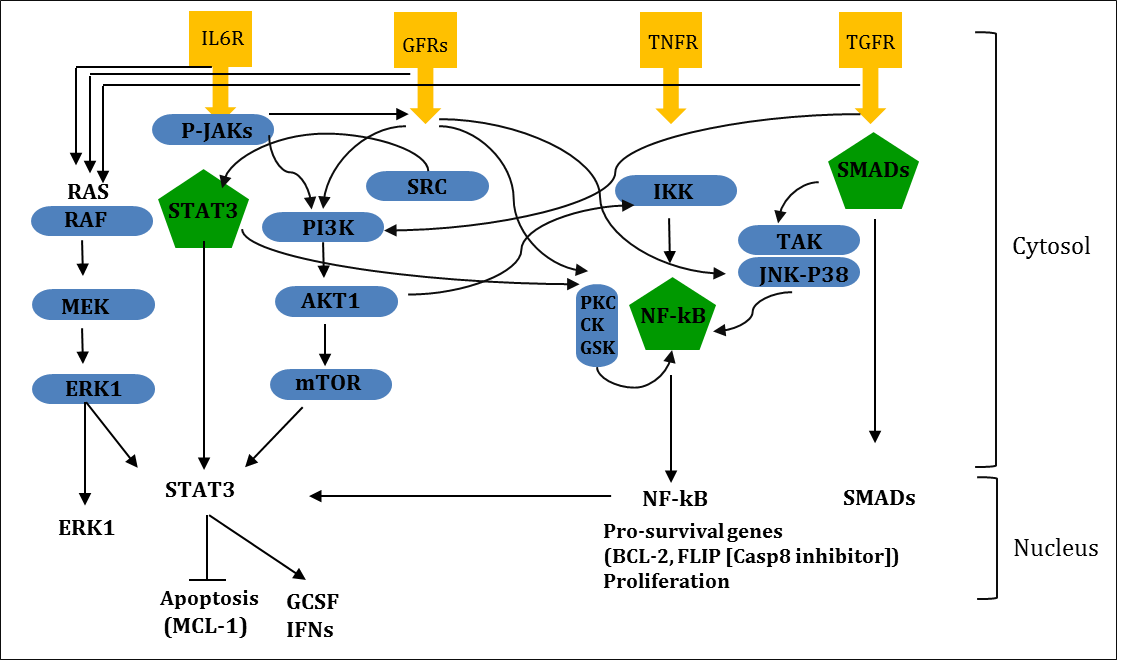 IL6R
GFRs
TNFR
TGFR
P-JAKs
SMADs
SRC
IKK
RAS
RAF
STAT3
PI3K
TAK
JNK-P38
Cytosol
MEK
AKT1
PKC
CK
GSK
NF-kB
ERK1
mTOR
STAT3
NF-kB
SMADs
ERK1
Pro-survival genes
(BCL-2, FLIP [Casp8 inhibitor])
Proliferation
Nucleus
Apoptosis
(MCL-1)
GCSF
IFNs